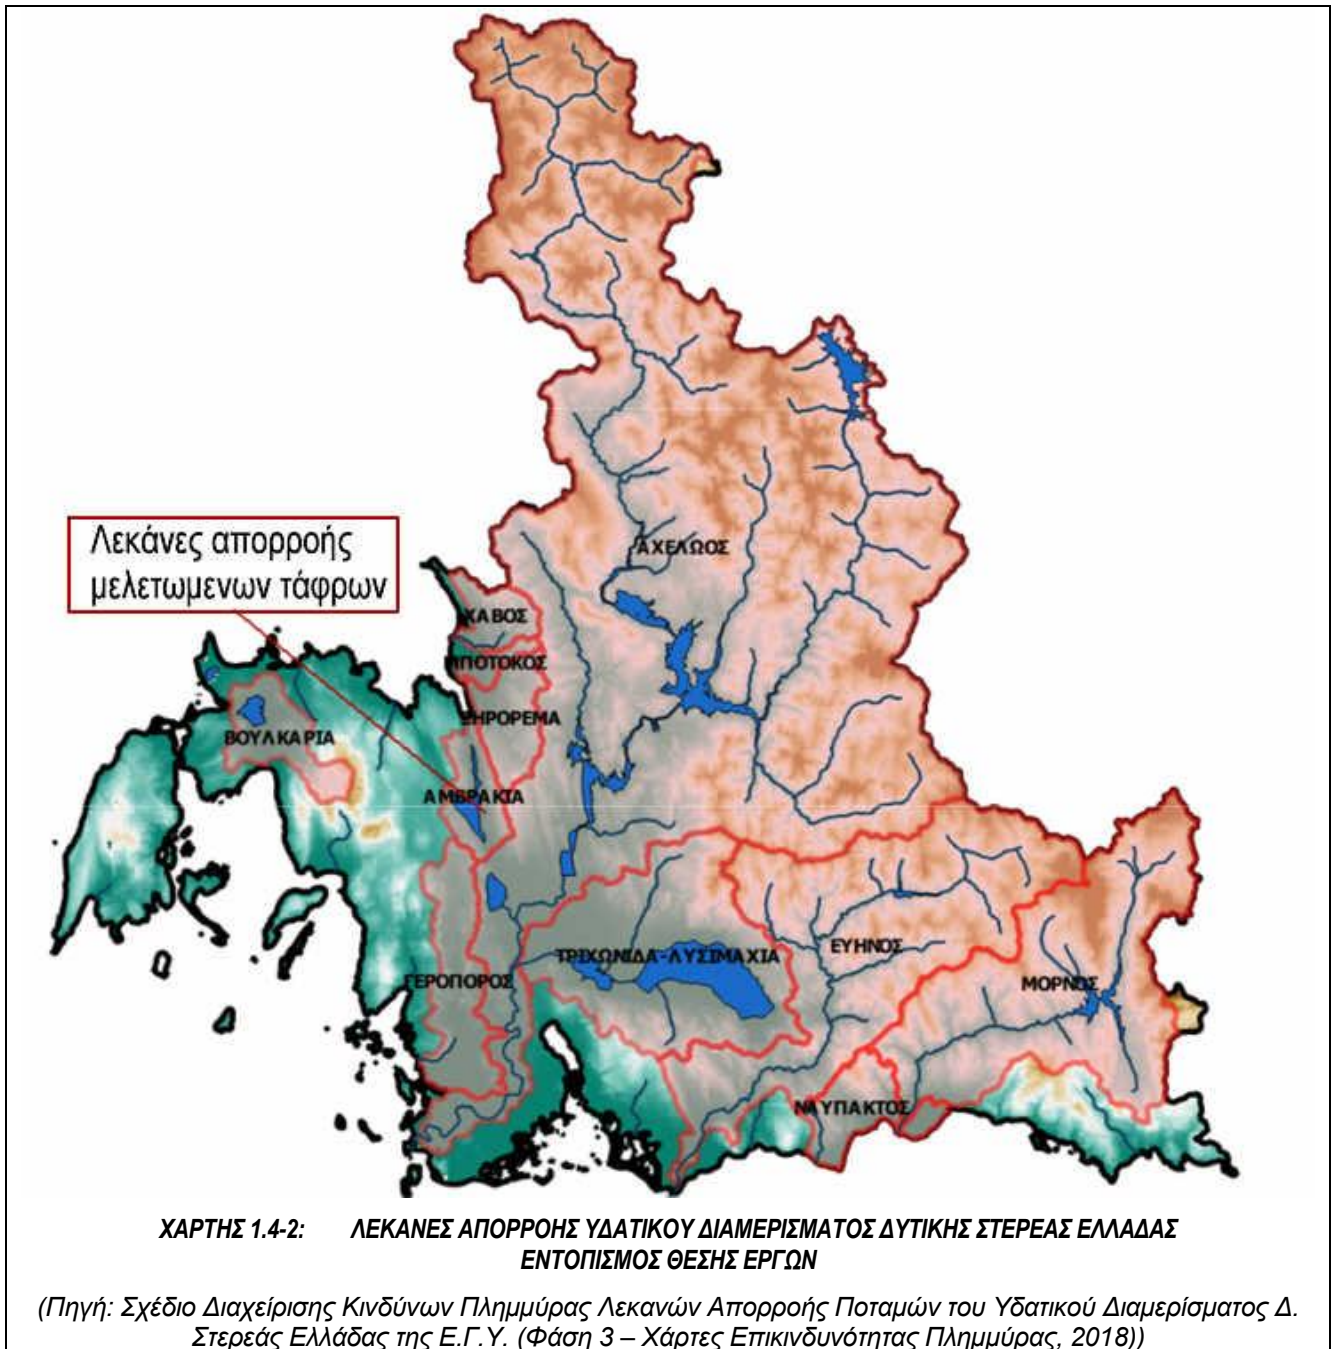 Λεκάνες απορροής
μελετωμενων τάφρων
ΑΧΕΛΩΟΣ
ΧΑΒΟΣ
ΜΠΟΤΟΚΟΣ
ΞΗΡΟΡΕΜΑ
ΒΟΥΛΚΑΡΙΑ
ΑΜΒΡΑΚΙΑ
ΤΡΙΧΩΝΙΔΑ-ΛΥΣΙΜΑΧΙΑ
ΕΥΗΝΟΣ
ΓΕΡΟΠΟΡΟΣ
ΜΟΡΝΟΣ
ΝΑΥΠΑΚΤΟΣ
ΧΑΡΤΗΣ 1.4-2: ΛΕΚΑΝΕΣ ΑΠΟΡΡΟΗΣ ΥΔΑΤΙΚΟΥ ΔΙΑΜΕΡΙΣΜΑΤΟΣ ΔΥΤΙΚΗΣ ΣΤΕΡΕΑΣ ΕΛΛΑΔΑΣ
ΕΝΤΟΠΙΣΜΟΣ ΘΕΣΗΣ ΕΡΓΩΝ
(Πηγή: Σχέδιο Διαχείρισης Κινδύνων Πλημμύρας Λεκανών Απορροής Ποταμών του Υδατικού Διαμερίσματος Δ.
Στερεάς Ελλάδας της Ε.Γ.Υ. (Φάση 3 – Χάρτες Επικινδυνότητας Πλημμύρας, 2018))